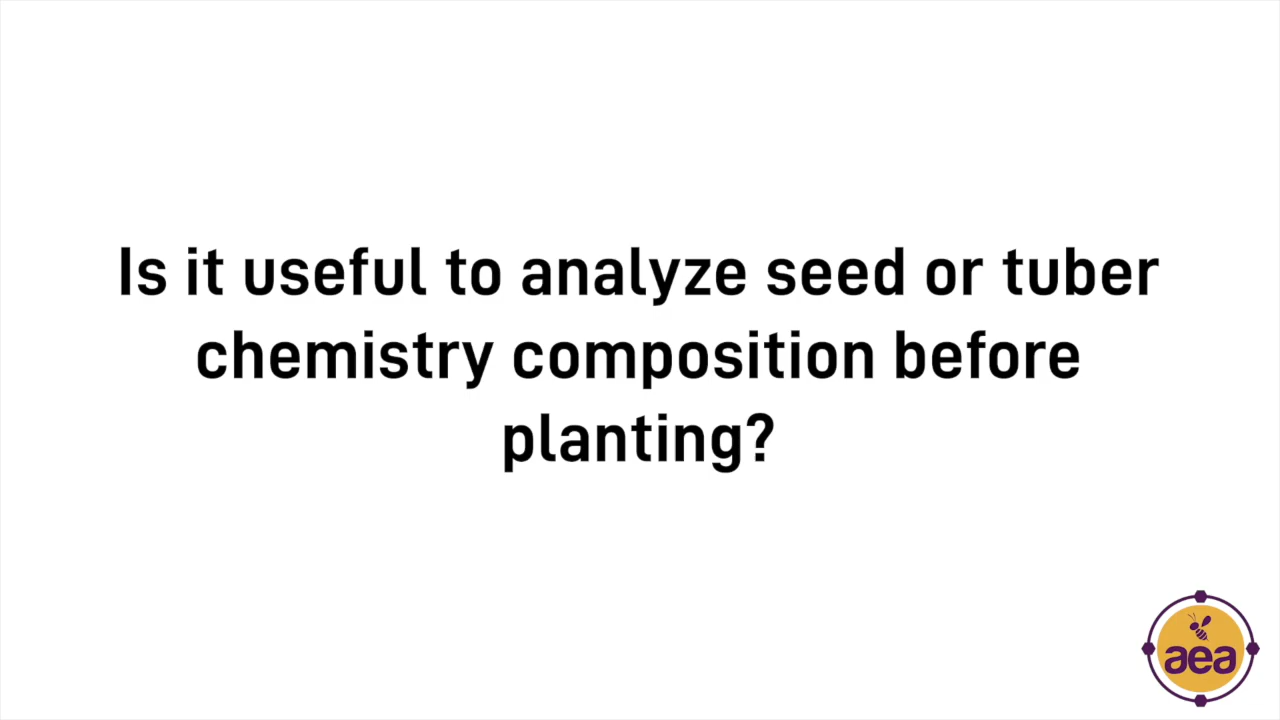 Is it useful to analyze seed or tuber
chemistry composition before
planting?
aea